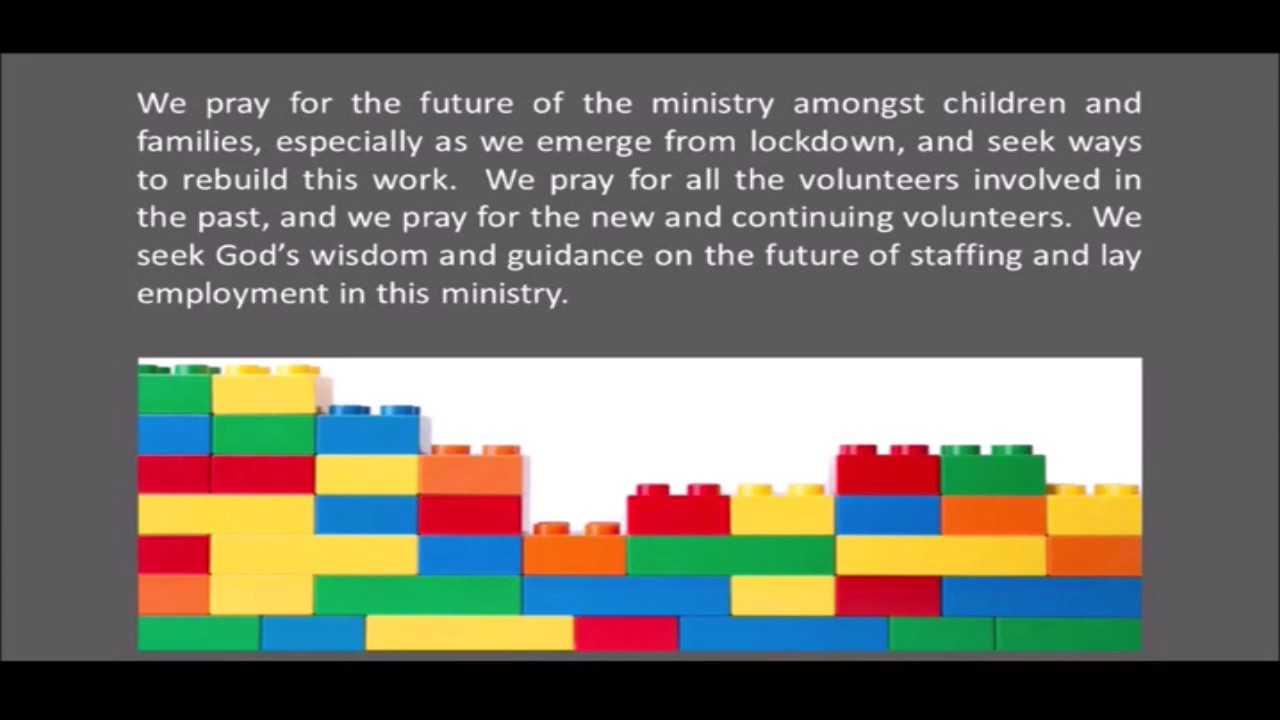 We pray for the future of the ministry amongst children and
families, especially as we emerge from lockdown, and seek ways
to rebuild this work.  We pray for all the volunteers involved in
the past, and we pray for the new and continuing volunteers.  We
seek God’s wisdom and guidance on the future of staffing and lay
employment in this ministry.